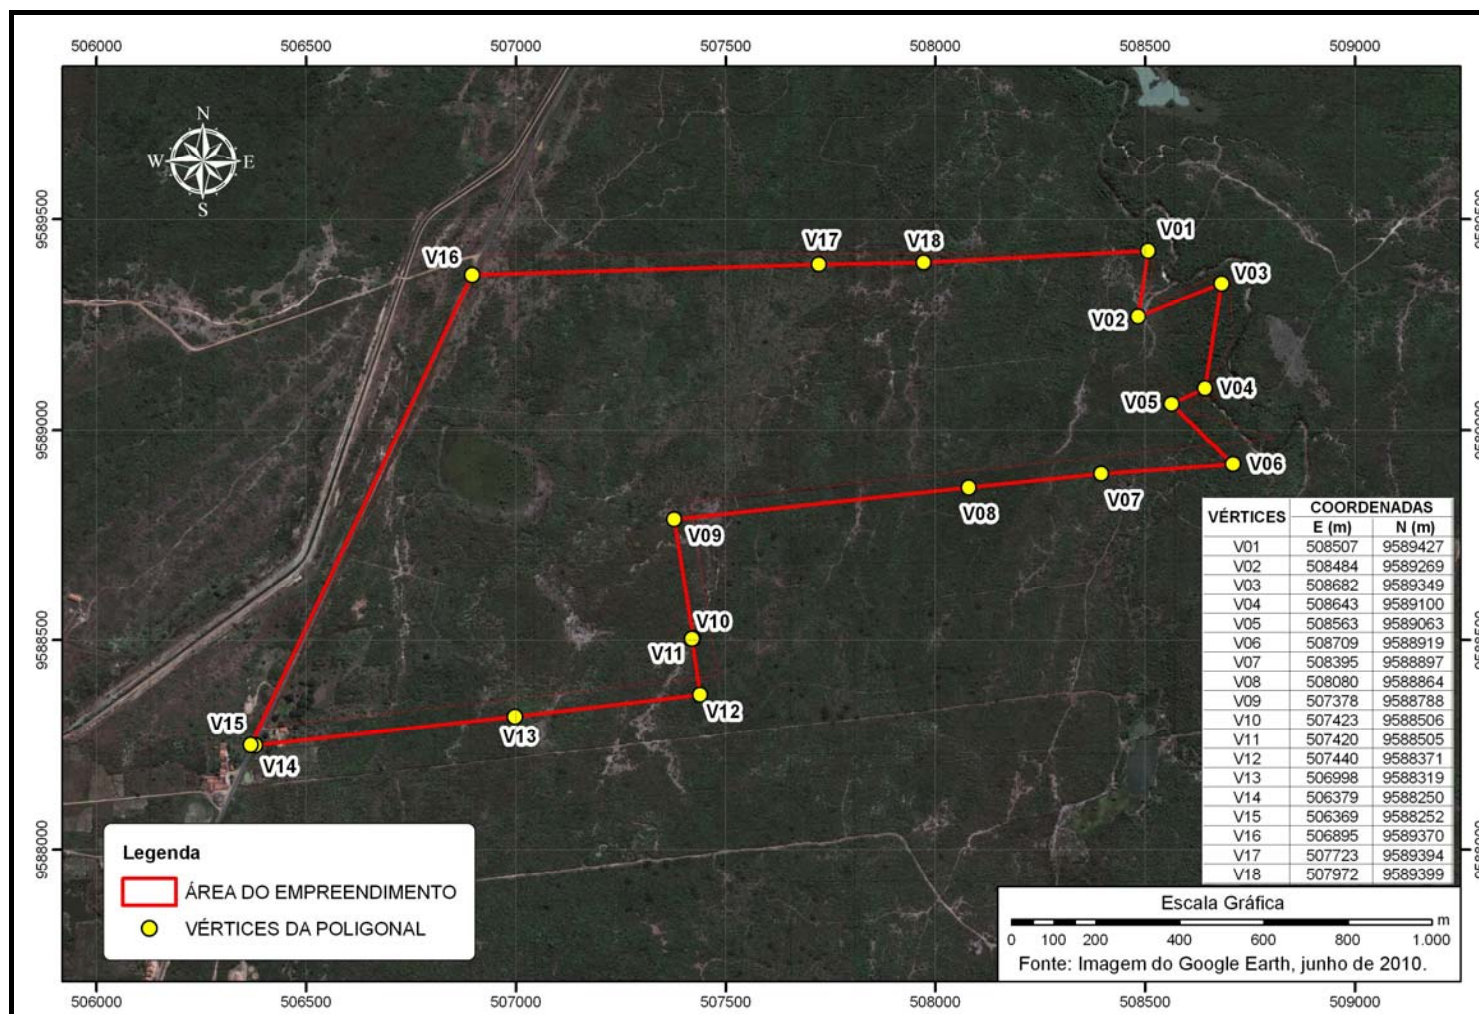 506000 506500 507000 507500 508000 508500 509000
N
W E
S
9589500 9589500
9589000 9589000
9588500 9588500
9588000 9588000
V01
V17 V18
V16
V03
V02
V04
V05
V06
V07
V08
V09
V10
V11
V12
V13
V15
V14
VÉRTICES COORDENADAS
E (m) N (m)
V01 508507 9589427
V02 508484 9589269
V03 508682 9589349
V04 508643 9589100
V05 508563 9589063
V06 508709 9588919
V07 508395 9588897
V08 508080 9588864
V09 507378 9588788
V10 507423 9588506
V11 507420 9588505
V12 507440 9588371
V13 506998 9588319
V14 506379 9588250
V15 506369 9588252
V16 506895 9589370
V17 507723 9589394
V18 507972 9589399
Legenda
ÁREA DO EMPREENDIMENTO
VÉRTICES DA POLIGONAL
Escala Gráfica
m
0 100 200 400 600 800 1.000
Fonte: Imagem do Google Earth, junho de 2010.
506000 506500 507000 507500 508000 508500 509000